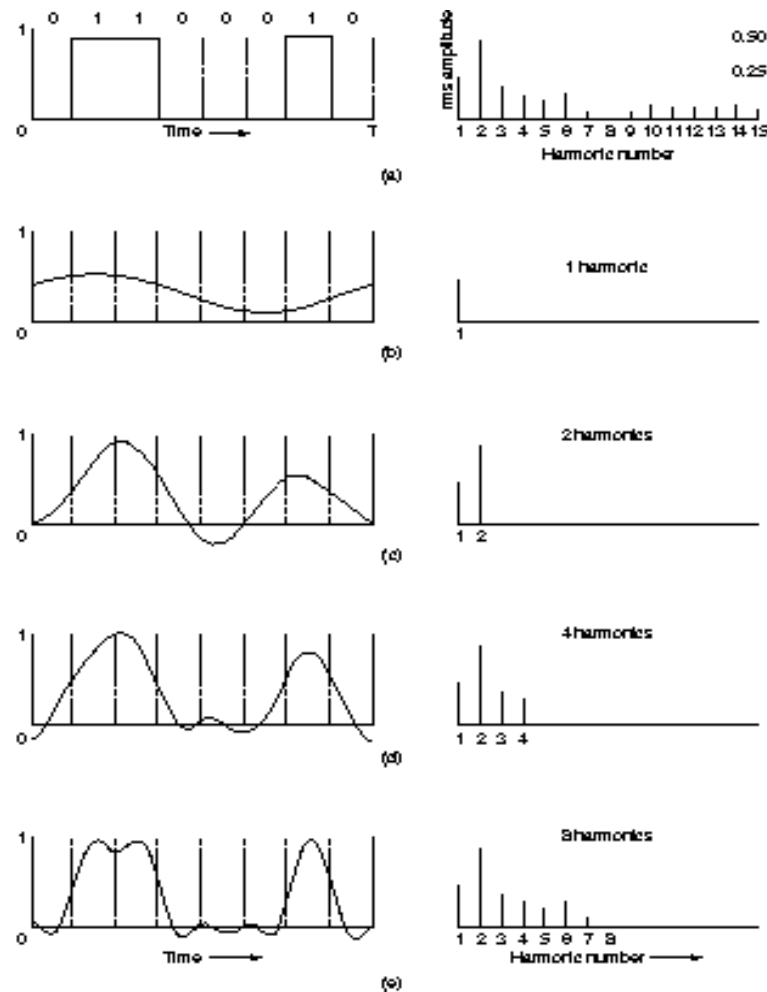 0 1 1 0 0 0 1 0
1
0
Time
T
rms amplitude
0.50
0.25
1 2 3 4 5 6 7 8 9 10 11 12 13 14 15
Harmonic number
(a)
1
0
1 harmonic
1
(b)
1
0
2 harmonics
1 2
(c)
1
0
4 harmonics
1 2 3 4
(d)
1
0
Time
8 harmonics
1 2 3 4 5 6 7 8
Harmonic number
(e)